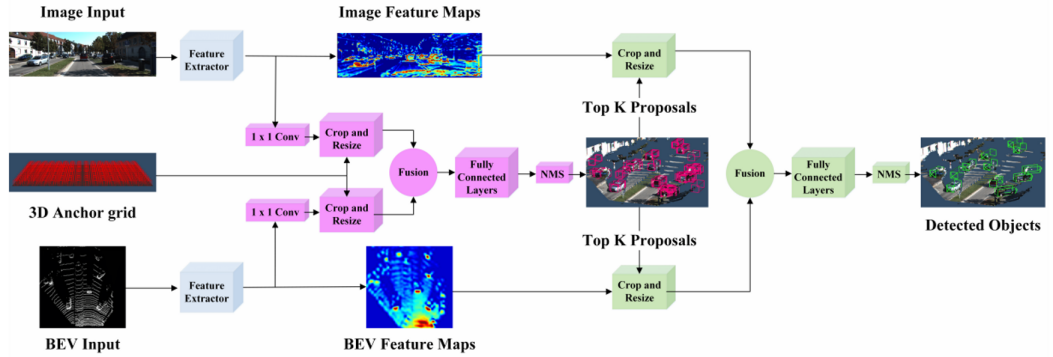 Image Input
Feature
Extractor
Image Feature Maps
Crop and
Resize
Top K Proposals
1 x 1 Conv
Crop and
Resize
3D Anchor grid
Fusion
Fully
Connected
Layers
NMS
Fusion
Fully
Connected
Layers
NMS
Detected Objects
1 x 1 Conv
Crop and
Resize
Top K Proposals
BEV Input
Feature
Extractor
BEV Feature Maps
Crop and
Resize